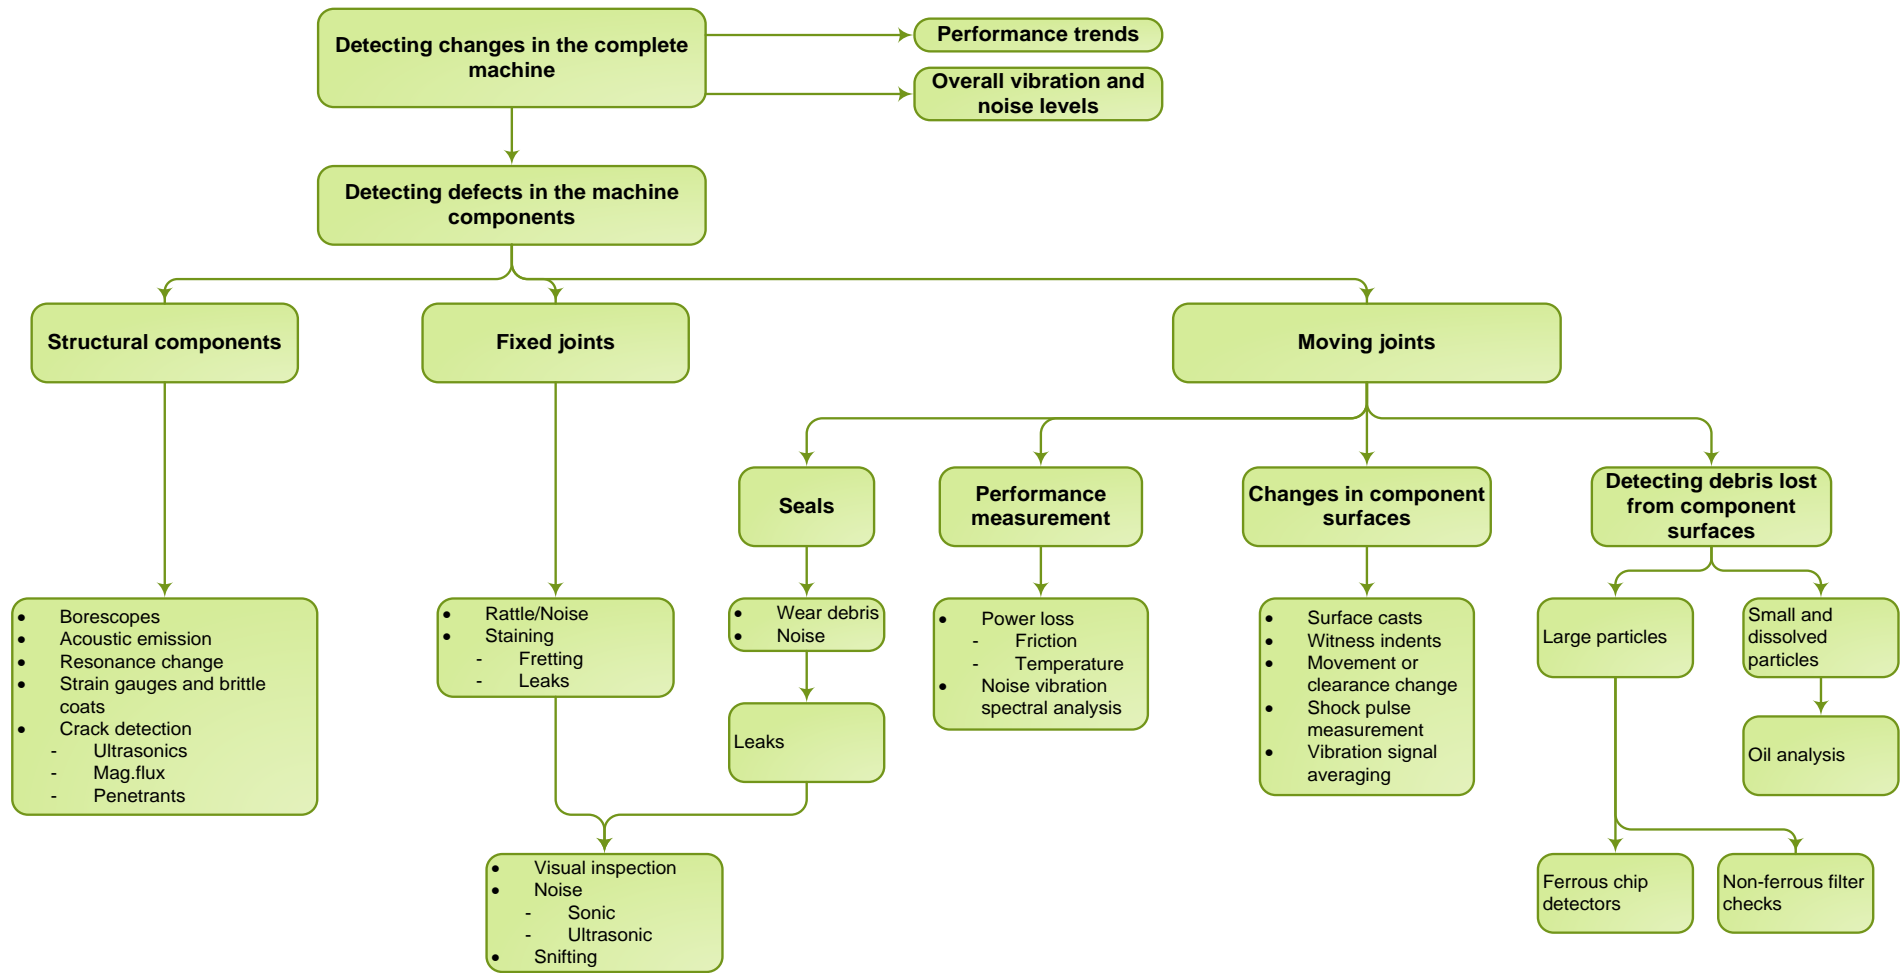 Detecting changes in the complete
machine
Performance trends
Overall vibration and
noise levels
Detecting defects in the machine
components
Structural components
Fixed joints
Moving joints
Seals
Performance
measurement
Changes in component
surfaces
Detecting debris lost
from component
surfaces
• Borescopes
• Acoustic emission
• Resonance change
• Strain gauges and brittle
coats
• Crack detection
- Ultrasonics
- Mag.flux
- Penetrants
• Rattle/Noise
• Staining
- Fretting
- Leaks
• Wear debris
• Noise
Leaks
• Visual inspection
• Noise
- Sonic
- Ultrasonic
• Snifting
• Power loss
- Friction
- Temperature
• Noise vibration
spectral analysis
• Surface casts
• Witness indents
• Movement or
clearance change
• Shock pulse
measurement
• Vibration signal
averaging
Large particles
Small and
dissolved
particles
Oil analysis
Ferrous chip
detectors
Non-ferrous filter
checks